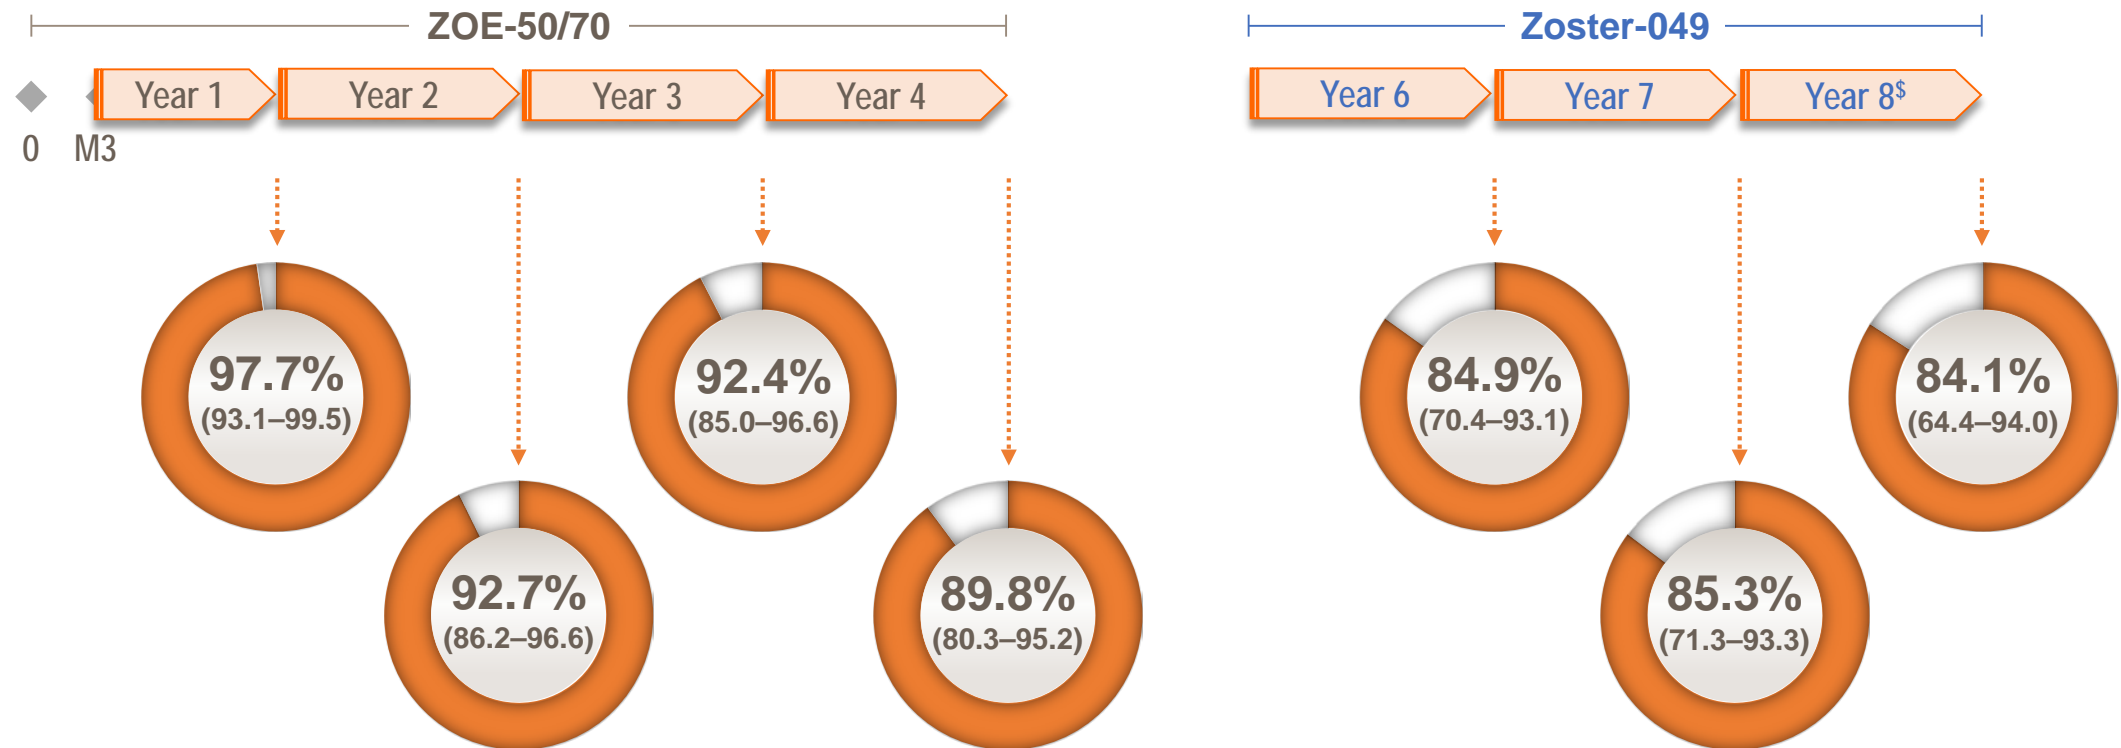 ZOE-50/70
Zoster-049
Year 1
Year 2
Year 3
Year 4
Year 6
Year 7
Year 8$
0
M3
97.7%
(93.1–99.5)
92.7%
(86.2–96.6)
92.4%
(85.0–96.6)
89.8%
(80.3–95.2)
84.9%
(70.4–93.1)
85.3%
(71.3–93.3)
84.1%
(64.4–94.0)